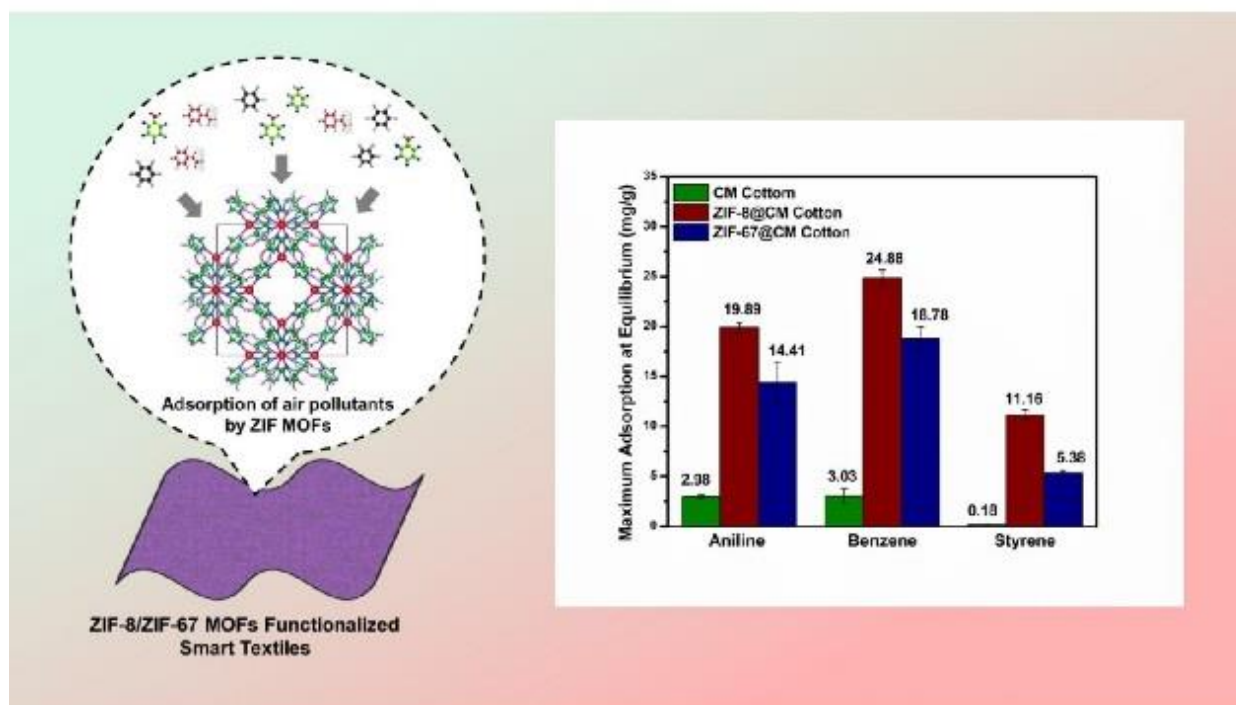 Adsorption of air pollutants
by ZIF MOFs
ZIF-8/ZIF-67 MOFs Functionalized
Smart Textiles
Maximum Adsorption at Equilibrium (mg/g)
35
30
25
20
15
10
5
0
CM Cottom
ZIF-8@CM Cotton
ZIF-67@CM Cotton
2.98
19.89
14.41
3.03
24.88
18.78
0.18
11.16
5.38
Aniline
Benzene
Styrene